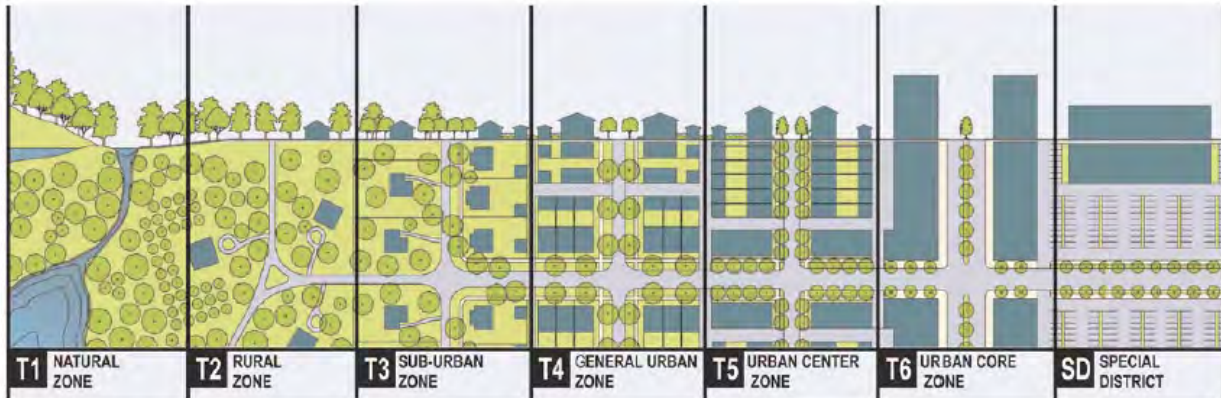 T1 NATURAL
ZONE
T2 RURAL
ZONE
T3 SUB-URBAN
ZONE
T4 GENERAL URBAN
ZONE
T5 URBAN CENTER
ZONE
T6 URBAN CORE
ZONE
SD SPECIAL
DISTRICT